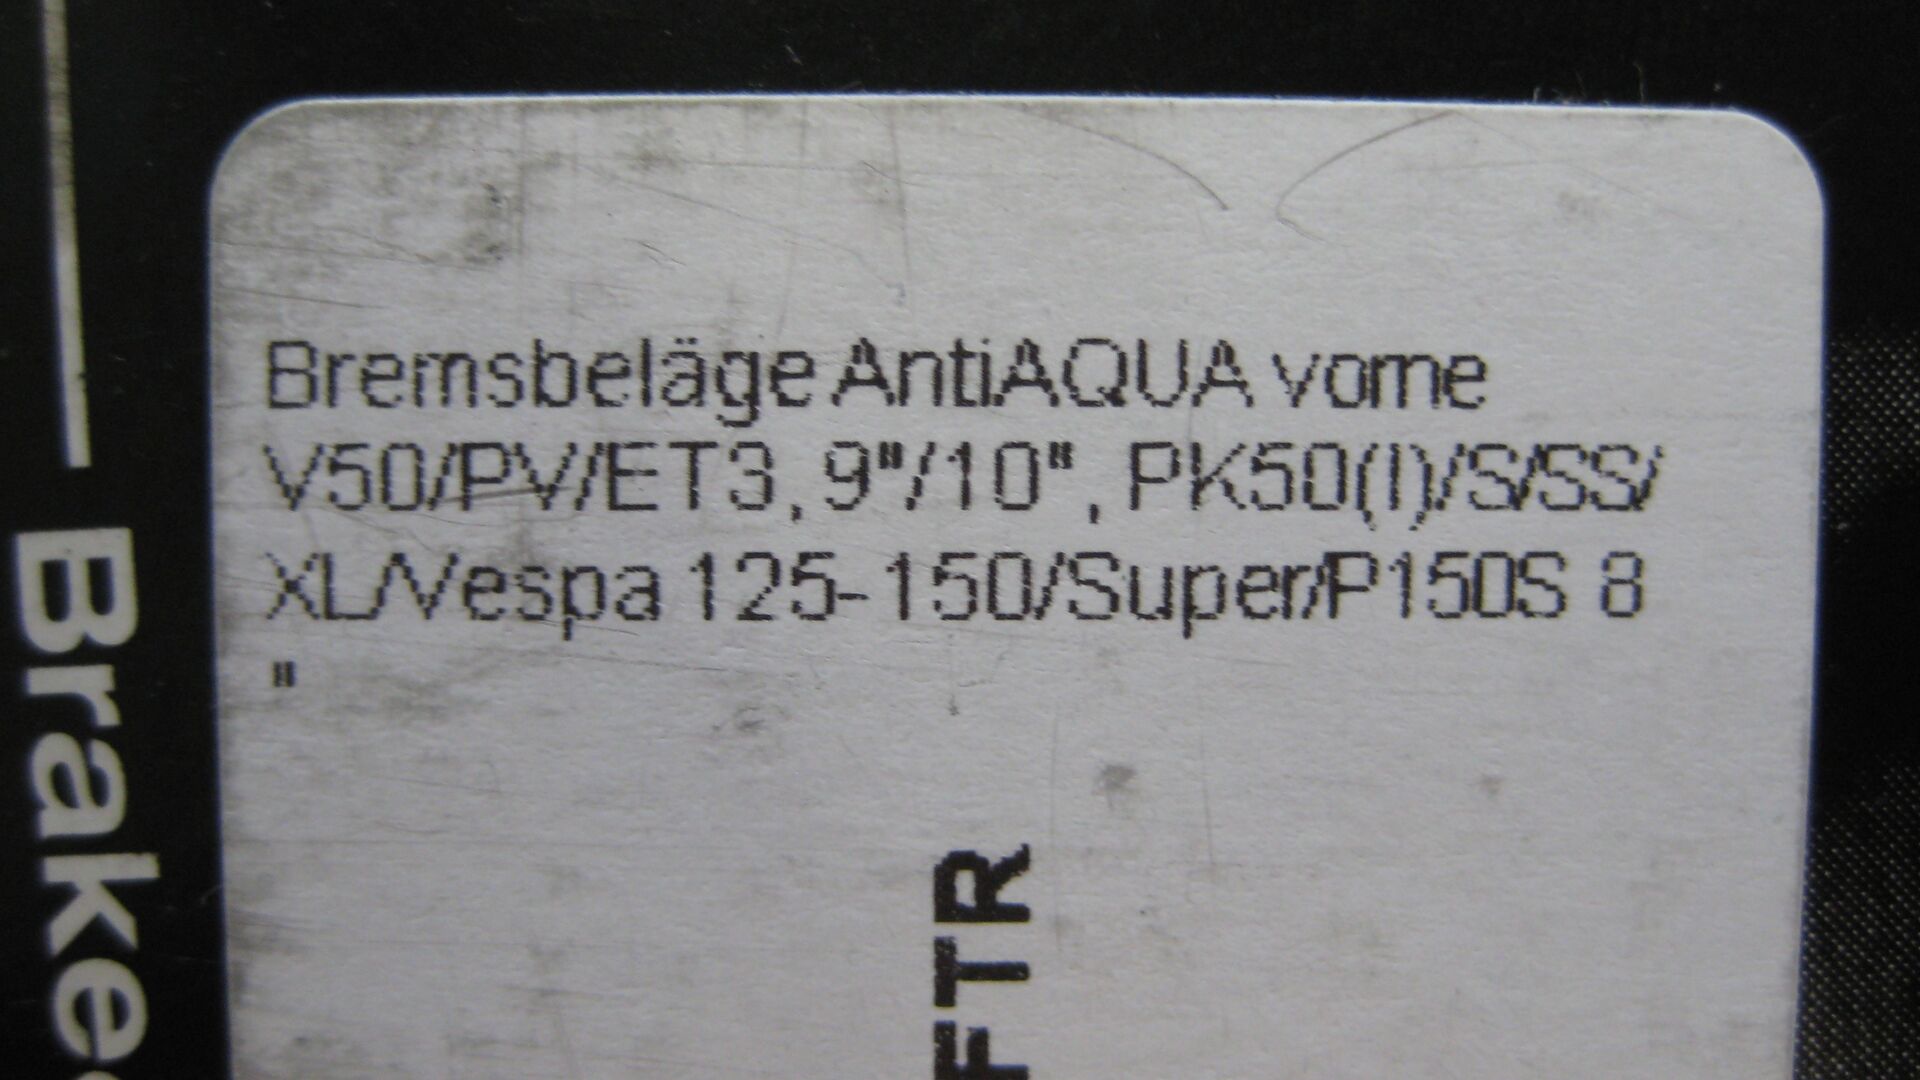 Bremsbeläge AntiAQUA vorne
V50/PV/ET3, 9"/10", PK50(I)/S/SS/
XL/Vespa 125-150/Super/P150S 8
"
FTR
Brake